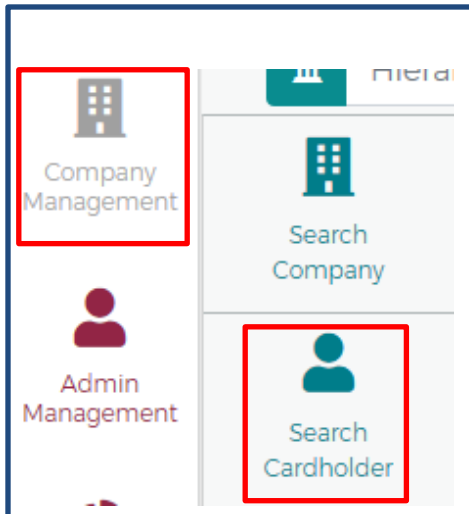 Company
Management
Search
Company
Admin
Management
Search
Cardholder